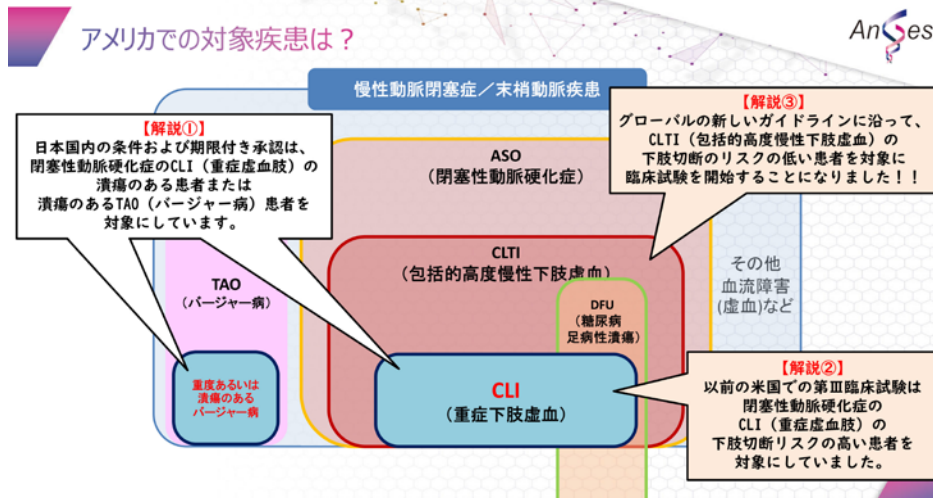 アメリカでの対象疾患は？
AnGes
慢性動脈閉塞症／末梢動脈疾患
【解説①】
日本国内の条件および期限付き承認は、
閉塞性動脈硬化症のCLI（重症虚血肢）の
潰瘍のある患者または
潰瘍のあるTAO（バージャー病）患者を
対象にしています。
【解説③】
グローバルの新しいガイドラインに沿って、
CLTI（包括的高度慢性下肢虚血）の
下肢切断のリスクの低い患者を対象に
臨床試験を開始することになりました！！
ASO
（閉塞性動脈硬化症）
CLTI
（包括的高度慢性下肢虚血）
TAO
（バージャー病）
DFU
（糖尿病
足病性潰瘍）
その他
血流障害
(虚血)など
重度あるいは
潰瘍のある
バージャー病
CLI
（重症下肢虚血）
【解説②】
以前の米国での第Ⅲ臨床試験は
閉塞性動脈硬化症の
CLI（重症虚血肢）の
下肢切断リスクの高い患者を
対象にしていました。